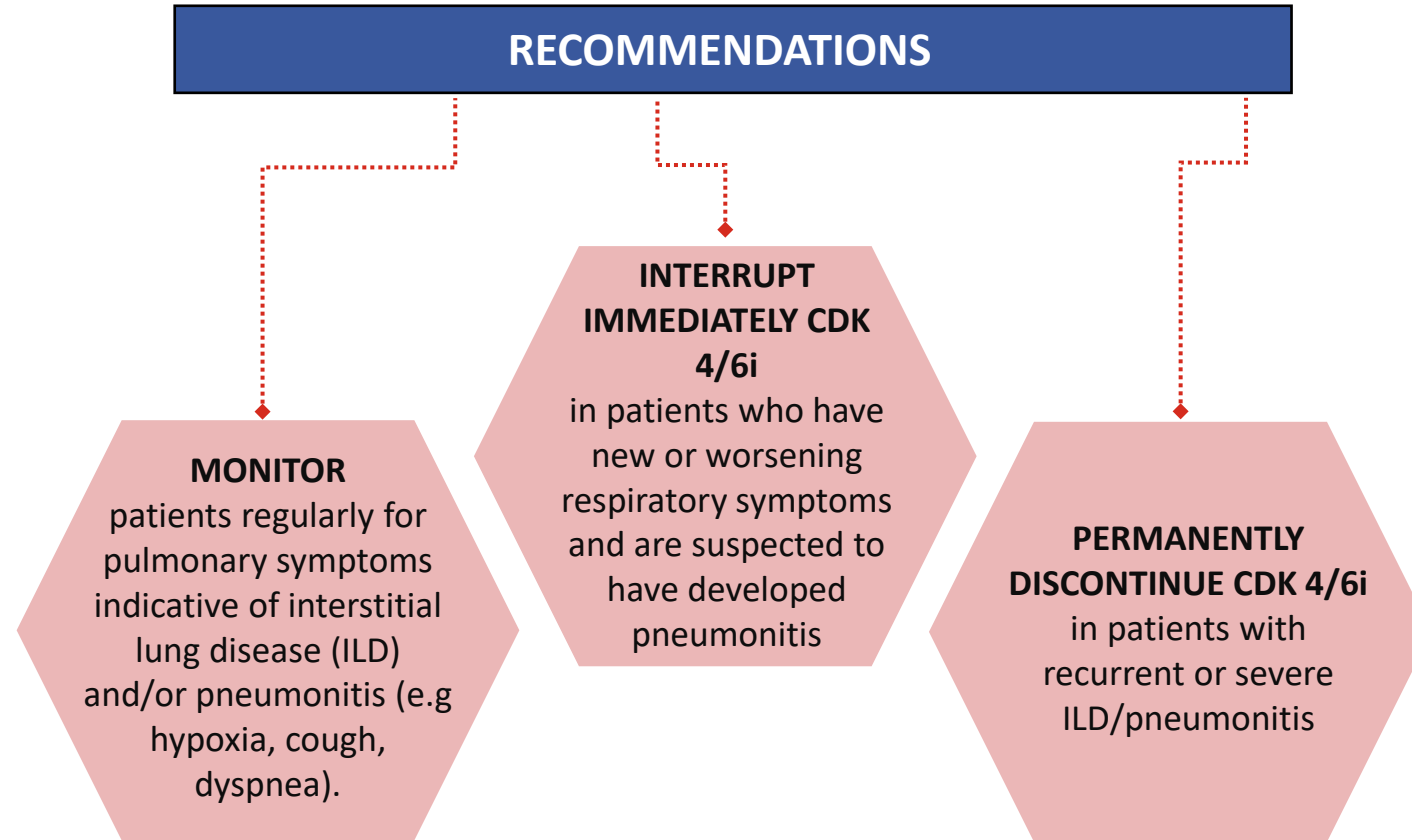 RECOMMENDATIONS
MONITOR
patients regularly for
pulmonary symptoms
indicative of interstitial
lung disease (ILD)
and/or pneumonitis (e.g
hypoxia, cough,
dyspnea).
INTERRUPT
IMMEDIATELY CDK
4/6i
in patients who have
new or worsening
respiratory symptoms
and are suspected to
have developed
pneumonitis
PERMANENTLY
DISCONTINUE CDK 4/6i
in patients with
recurrent or severe
ILD/pneumonitis